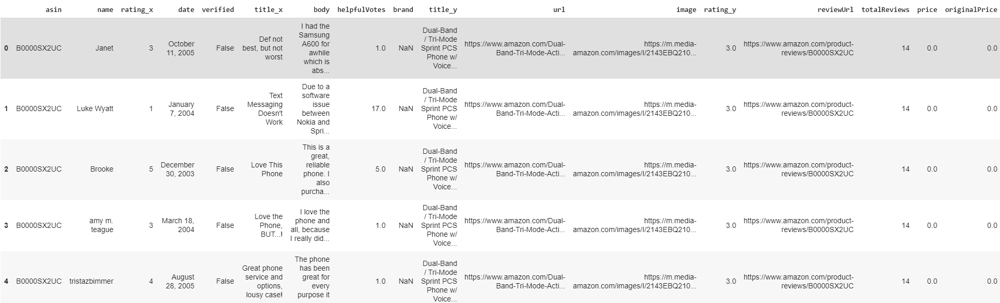 asin name rating_x date verified title_x body helpfulVotes brand title_y url image rating_y reviewUrl totalReviews price originalPrice
0 B0000SX2UC Janet 3 October 11, 2005 False Def not best, but not worst I had the Samsung A600 for awhile which is abs... 1.0 NaN Dual-Band / Tri-Mode Sprint PCS Phone w/ Voice... https://www.amazon.com/Dual-Band-Tri-Mode-Acti... https://m.media-amazon.com/images/I/2143EBQ210... 3.0 https://www.amazon.com/product-reviews/B0000SX2UC 14 0.0 0.0
1 B0000SX2UC Luke Wyatt 1 January 7, 2004 False Text Messaging Doesn't Work Due to a software issue between Nokia and Spri... 17.0 NaN Dual-Band / Tri-Mode Sprint PCS Phone w/ Voice... https://www.amazon.com/Dual-Band-Tri-Mode-Acti... https://m.media-amazon.com/images/I/2143EBQ210... 3.0 https://www.amazon.com/product-reviews/B0000SX2UC 14 0.0 0.0
2 B0000SX2UC Brooke 5 December 30, 2003 False Love This Phone This is a great, reliable phone. I also purcha... 5.0 NaN Dual-Band / Tri-Mode Sprint PCS Phone w/ Voice... https://www.amazon.com/Dual-Band-Tri-Mode-Acti... https://m.media-amazon.com/images/I/2143EBQ210... 3.0 https://www.amazon.com/product-reviews/B0000SX2UC 14 0.0 0.0
3 B0000SX2UC amy m. teague 3 March 18, 2004 False Love the Phone, BUT...! I love the phone and all, because I really did... 1.0 NaN Dual-Band / Tri-Mode Sprint PCS Phone w/ Voice... https://www.amazon.com/Dual-Band-Tri-Mode-Acti... https://m.media-amazon.com/images/I/2143EBQ210... 3.0 https://www.amazon.com/product-reviews/B0000SX2UC 14 0.0 0.0
4 B0000SX2UC tristazbimmer 4 August 28, 2005 False Great phone service and options, lousy case! The phone has been great for every purpose it 1.0 NaN Dual-Band / Tri-Mode Sprint PCS Phone w/ Voice... https://www.amazon.com/Dual-Band-Tri-Mode-Acti... https://m.media-amazon.com/images/I/2143EBQ210... 3.0 https://www.amazon.com/product-reviews/B0000SX2UC 14 0.0 0.0